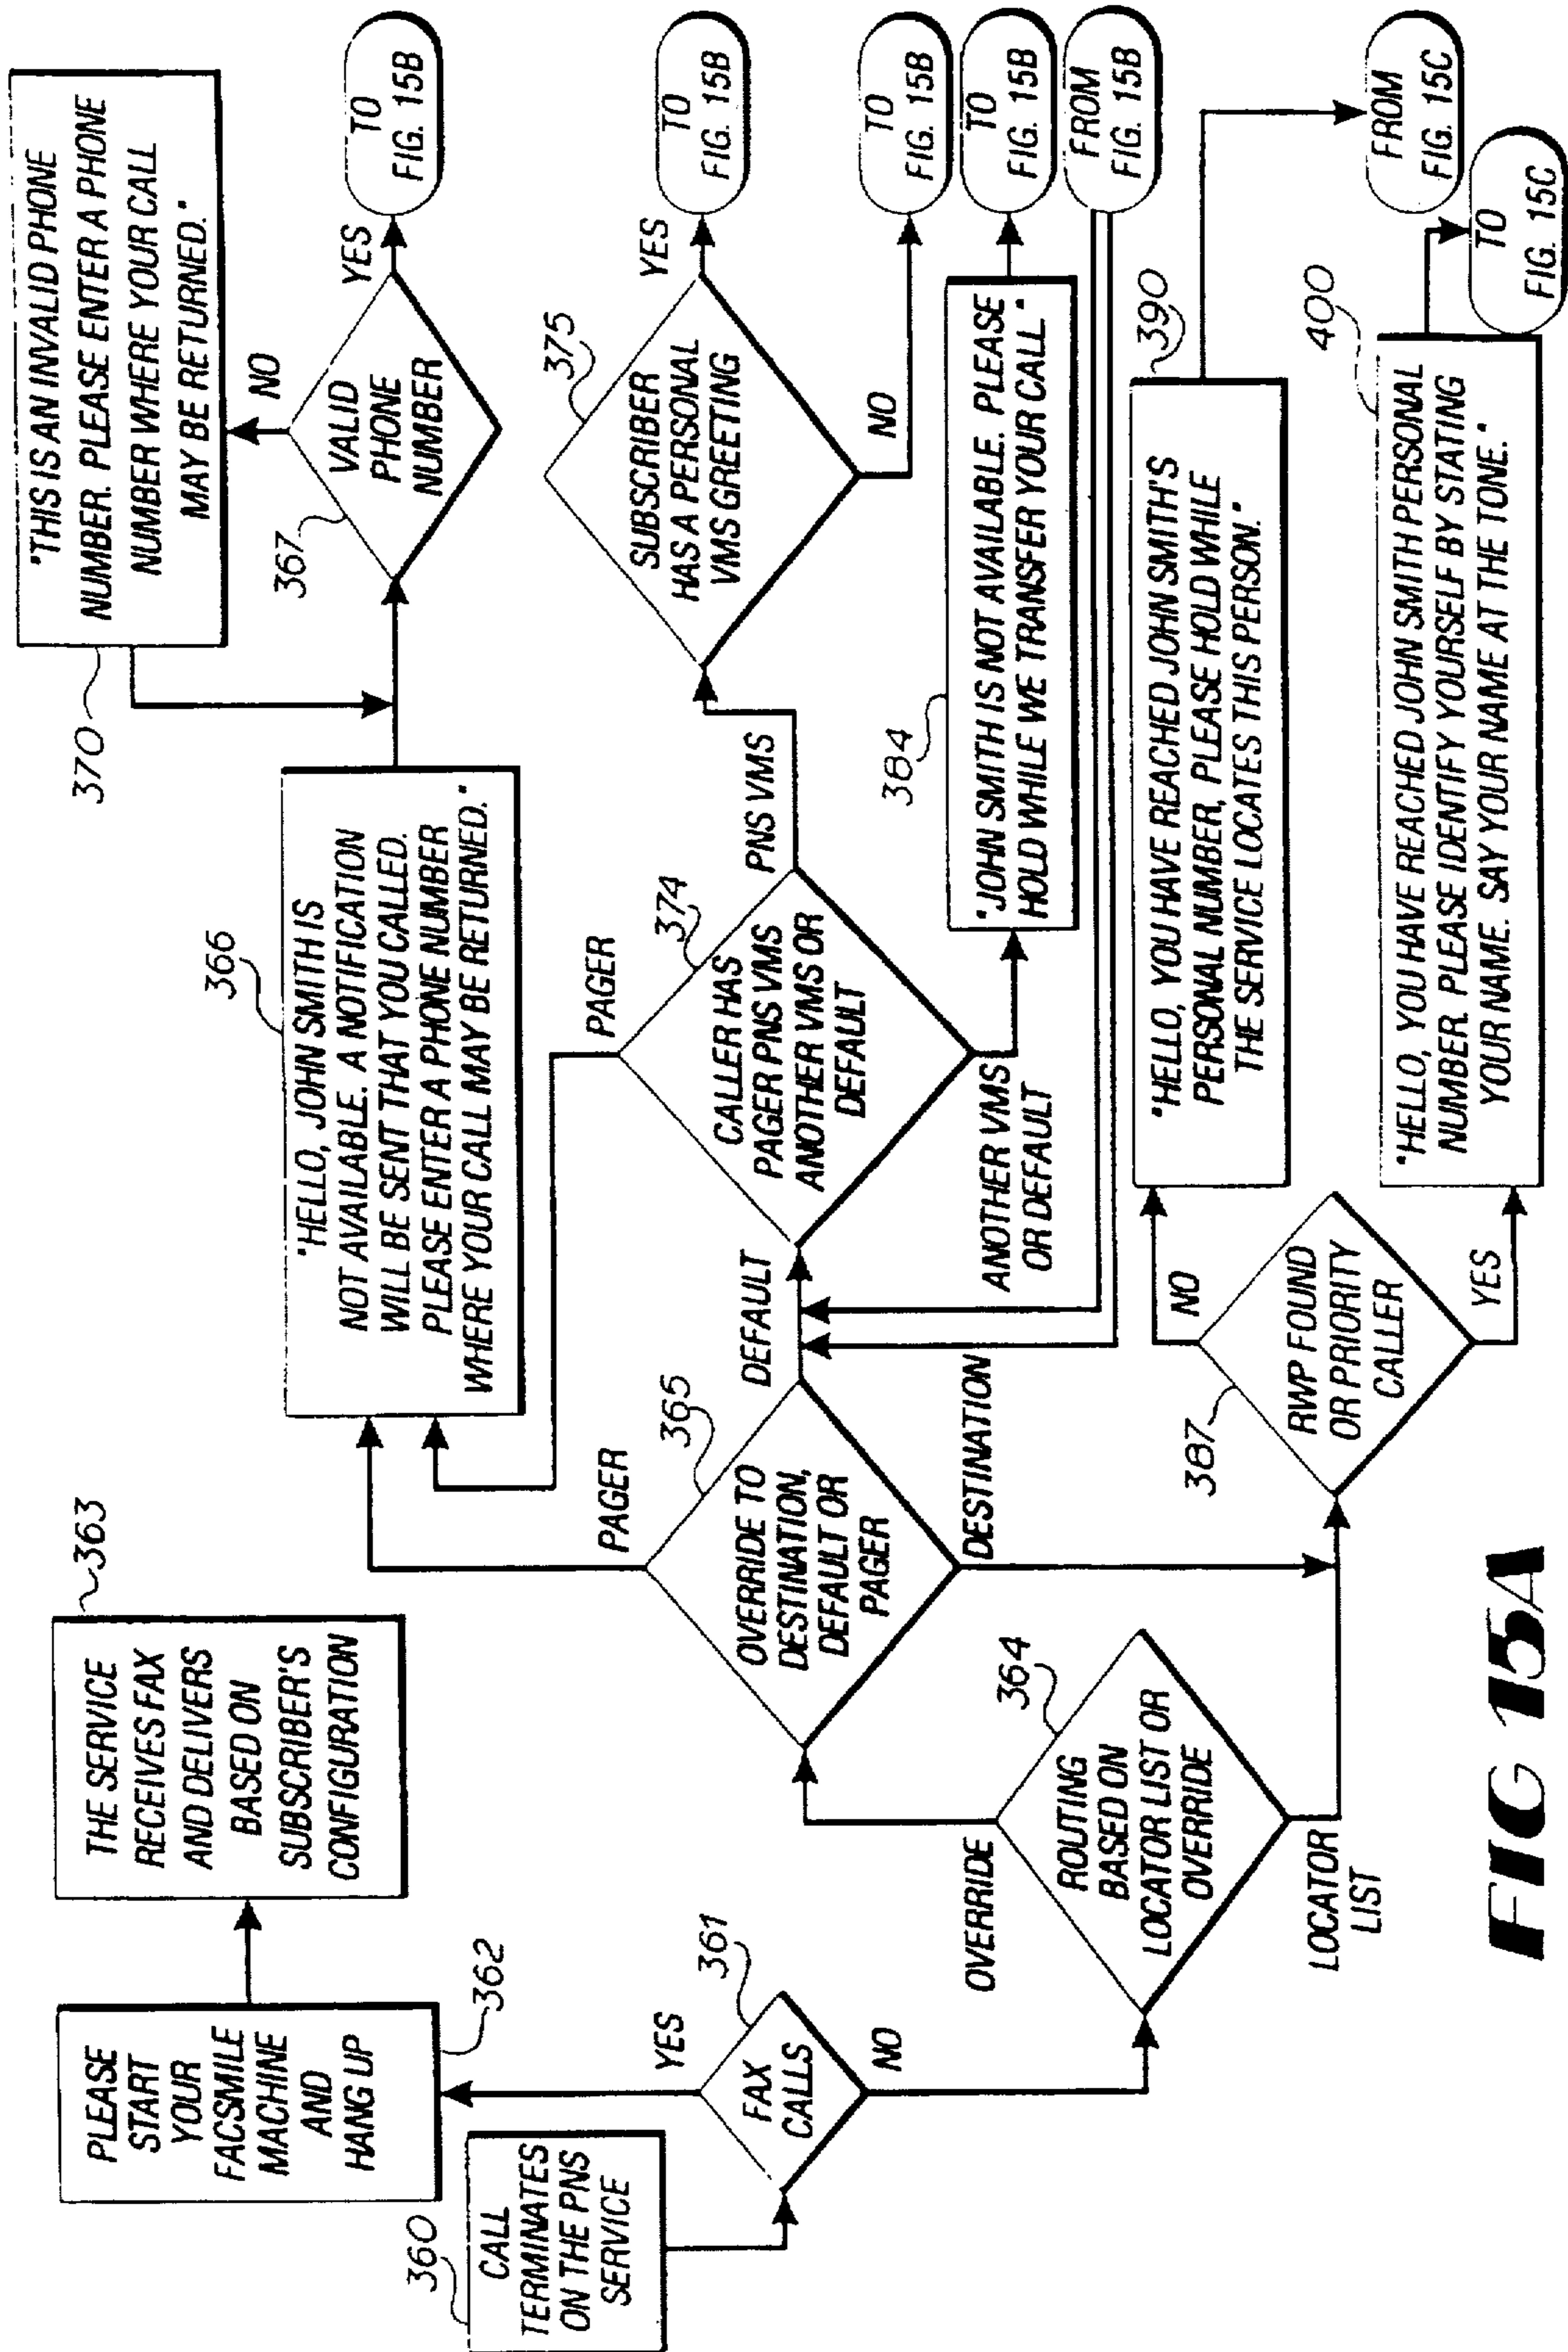 360
CALL
TERMINATES
ON THE PNS
SERVICE
361
FAX
CALLS
YES
NO
362
PLEASE
START
YOUR
FACSMILE
MACHINE
AND
HANG UP
363
THE SERVICE
RECEIVES FAX
AND DELIVERS
BASED ON
SUBSCRIBER'S
CONFIGURATION
364
ROUTING
BASED ON
LOCATOR LIST OR
OVERRIDE
OVERRIDE
LOCATOR
LIST
365
OVERRIDE TO
DESTINATION,
DEFAULT OR
PAGER
PAGER
DEFAULT
DESTINATION
366
"HELLO, JOHN SMITH IS
NOT AVAILABLE. A NOTIFICATION
WILL BE SENT THAT YOU CALLED.
PLEASE ENTER A PHONE NUMBER
WHERE YOUR CALL MAY BE RETURNED."
370
"THIS IS AN INVALID PHONE
NUMBER. PLEASE ENTER A PHONE
NUMBER WHERE YOUR CALL
MAY BE RETURNED."
367
VALID
PHONE
NUMBER
NO
YES
TO
FIG. 15B
374
CALLER HAS
PAGER PNS VMS
ANOTHER VMS OR
DEFAULT
PAGER
PNS VMS
ANOTHER VMS
OR DEFAULT
375
SUBSCRIBER
HAS A PERSONAL
VMS GREETING
YES
NO
TO
FIG. 15B
TO
FIG. 15B
384
"JOHN SMITH IS NOT AVAILABLE. PLEASE
HOLD WHILE WE TRANSFER YOUR CALL."
TO
FIG. 15B
FROM
FIG. 15B
387
RWP FOUND
OR PRIORITY
CALLER
NO
YES
390
"HELLO, YOU HAVE REACHED JOHN SMITH'S
PERSONAL NUMBER, PLEASE HOLD WHILE
THE SERVICE LOCATES THIS PERSON."
FROM
FIG. 15C
400
"HELLO, YOU HAVE REACHED JOHN SMITH PERSONAL
NUMBER. PLEASE IDENTIFY YOURSELF BY STATING
YOUR NAME. SAY YOUR NAME AT THE TONE."
TO
FIG. 15C
FIG 15A